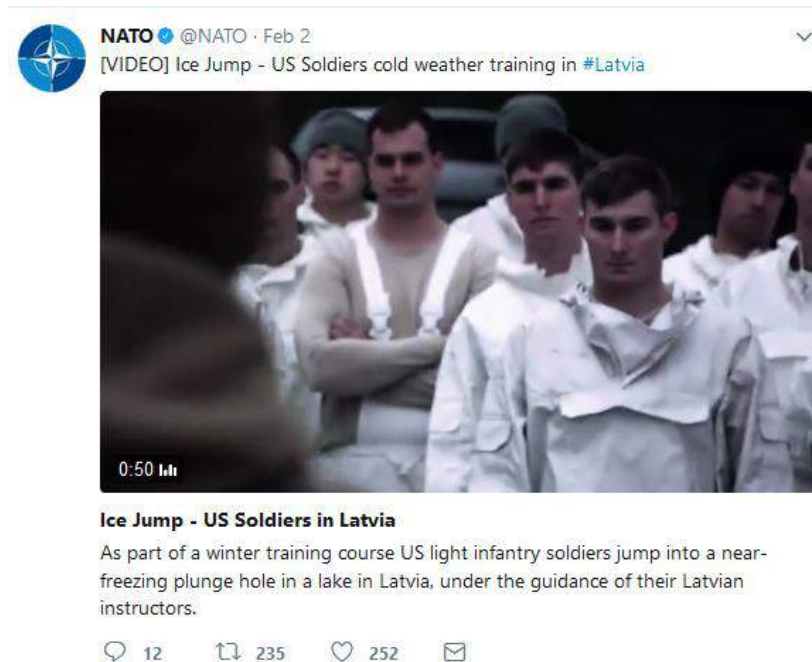 NATO @NATO · Feb 2
[VIDEO] Ice Jump - US Soldiers cold weather training in #Latvia
0:50
Ice Jump - US Soldiers in Latvia
As part of a winter training course US light infantry soldiers jump into a near-
freezing plunge hole in a lake in Latvia, under the guidance of their Latvian
instructors.
12 235 252